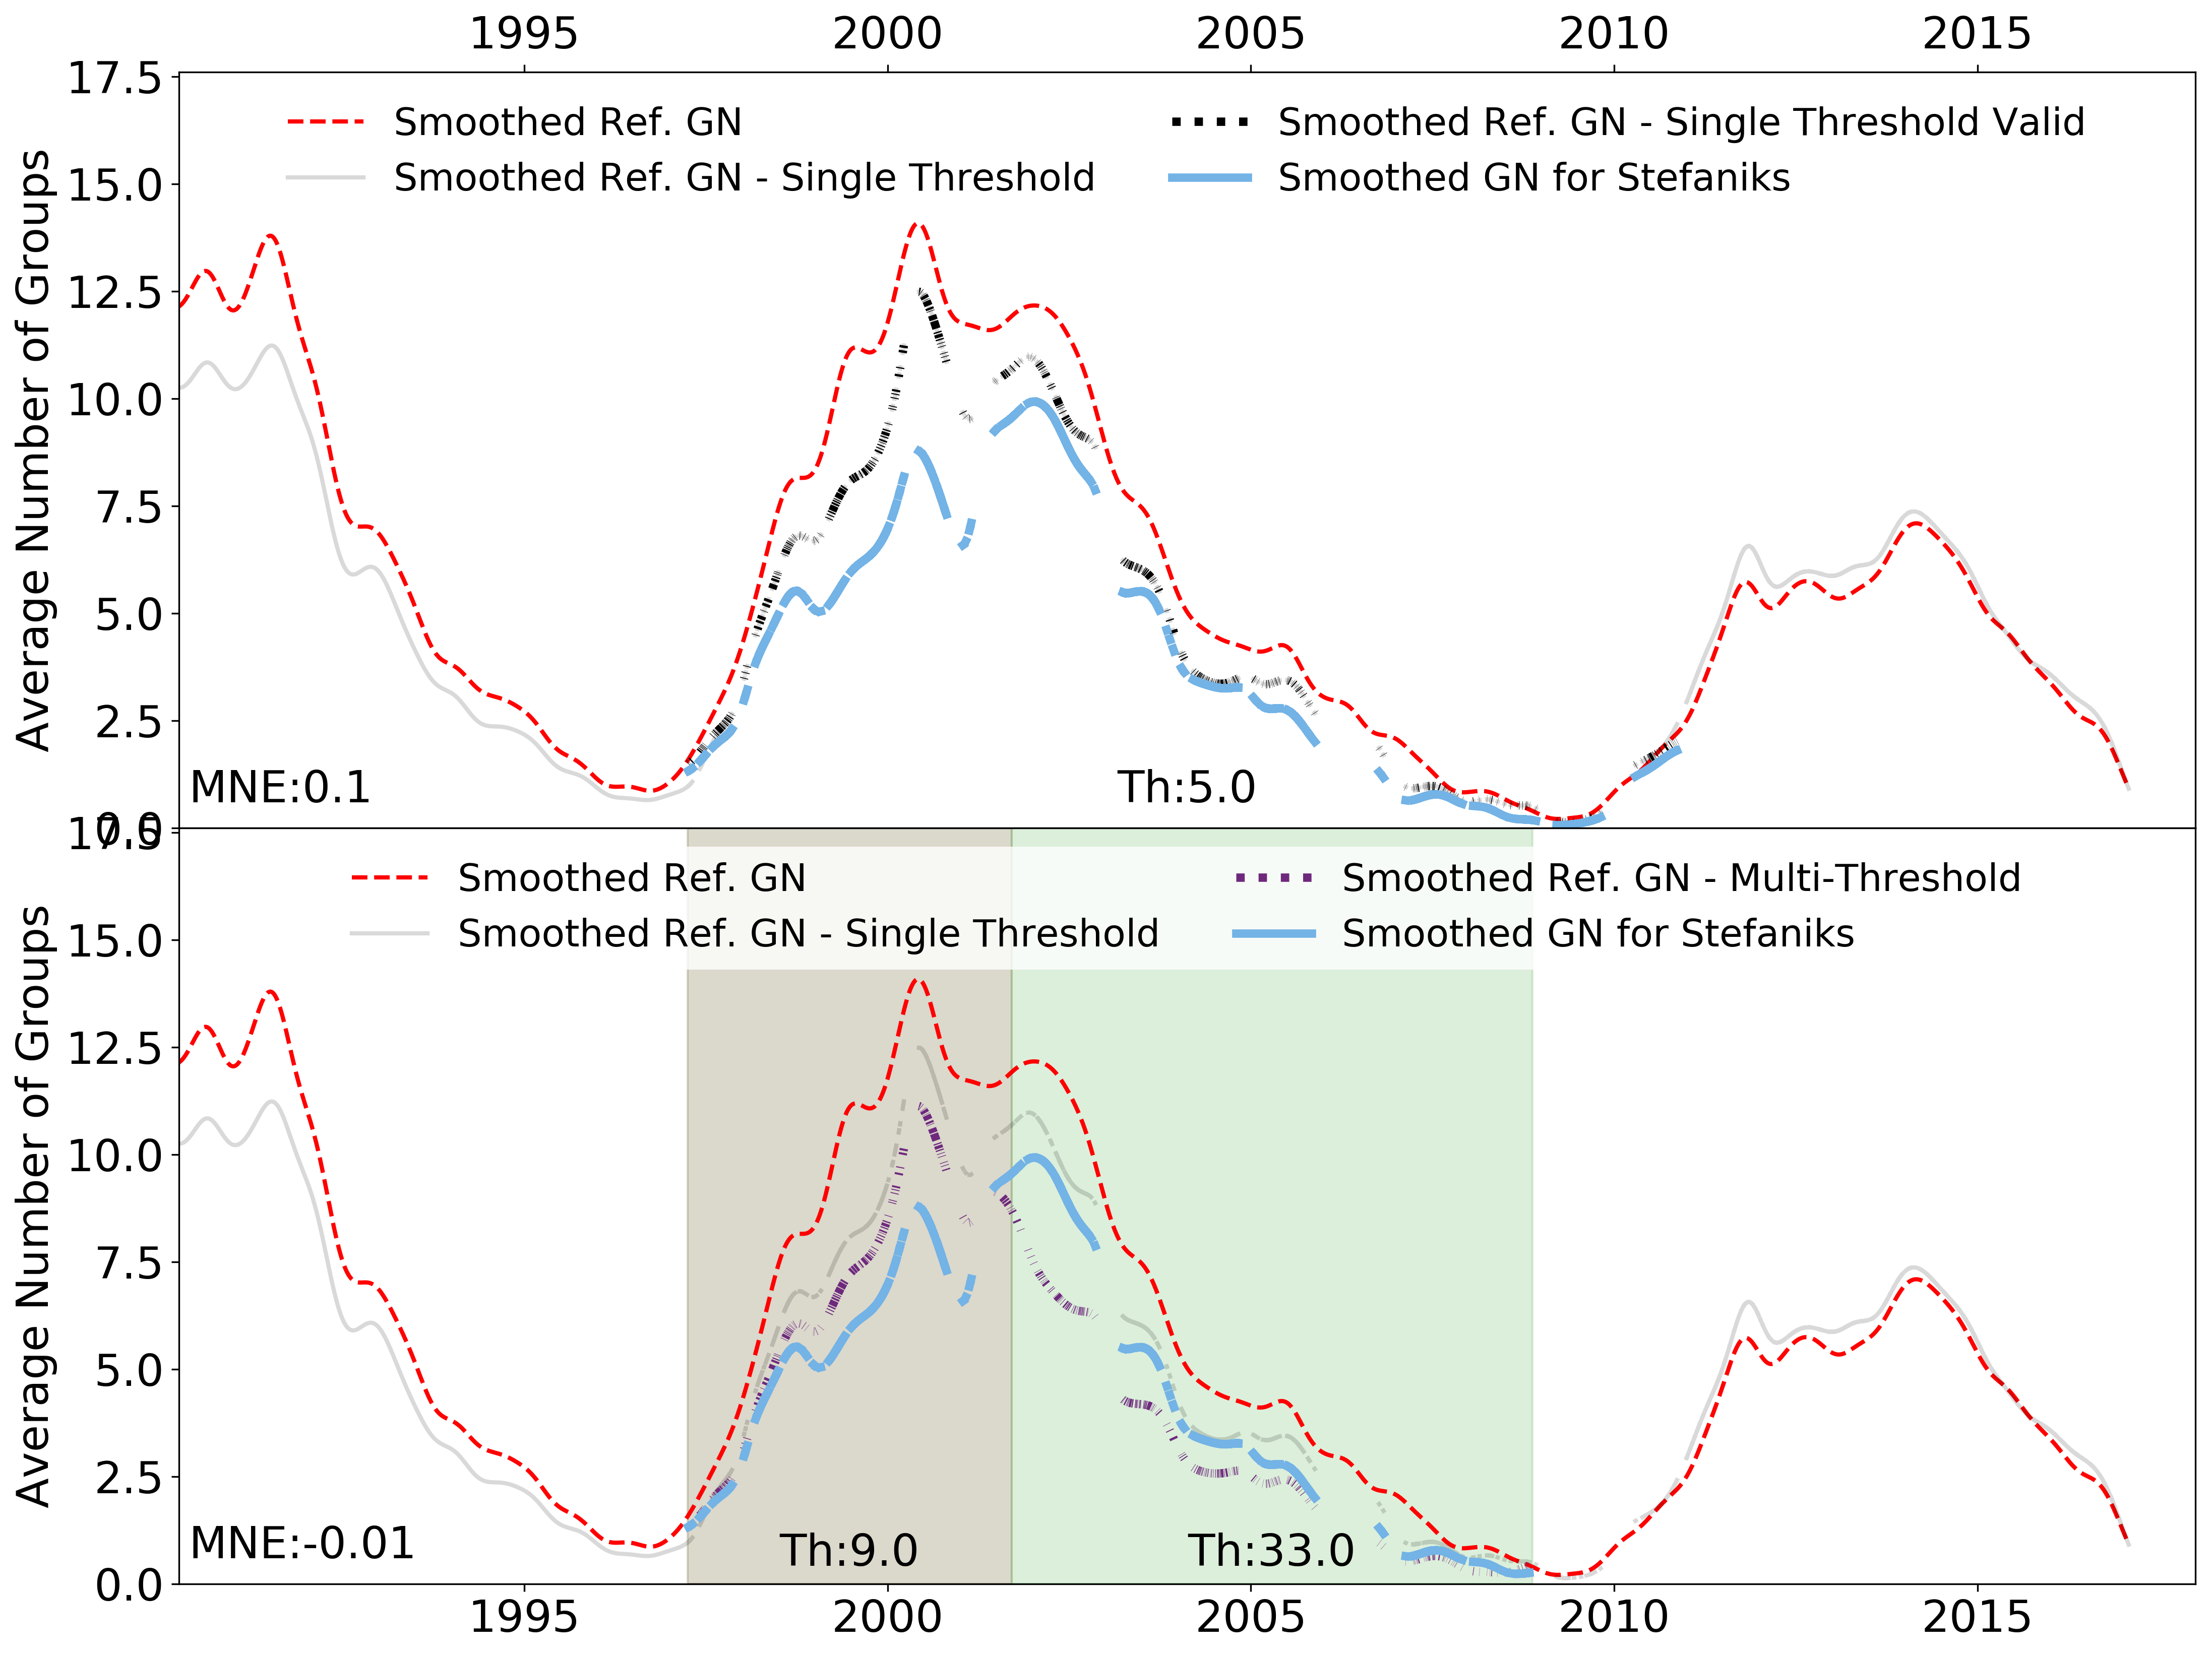 1995 2000 2005 2010 2015
17.5
15.0
12.5
10.0
7.5
5.0
2.5
0.0
Average Number of Groups
Smoothed Ref. GN
Smoothed Ref. GN - Single Threshold
Smoothed Ref. GN - Single Threshold Valid
Smoothed GN for Stefaniks
MNE:0.1
Th:5.0
17.5
15.0
12.5
10.0
7.5
5.0
2.5
0.0
Average Number of Groups
Smoothed Ref. GN
Smoothed Ref. GN - Single Threshold
Smoothed Ref. GN - Multi-Threshold
Smoothed GN for Stefaniks
MNE:-0.01
Th:9.0
Th:33.0
1995 2000 2005 2010 2015